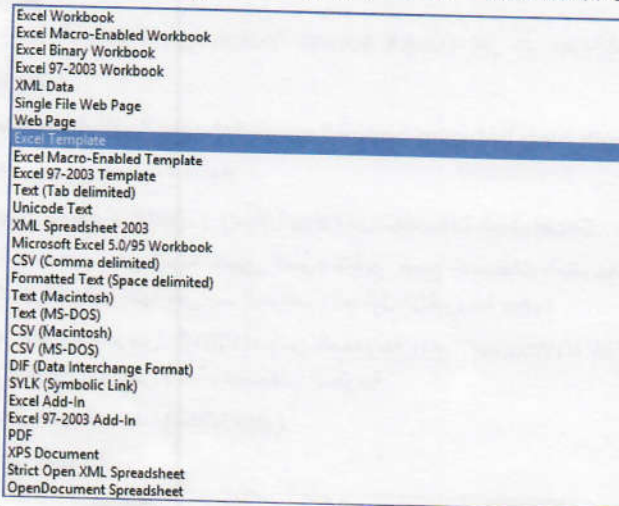 Excel Workbook
Excel Macro-Enabled Workbook
Excel Binary Workbook
Excel 97-2003 Workbook
XML Data
Single File Web Page
Web Page
Excel Template
Excel Macro-Enabled Template
Excel 97-2003 Template
Text (Tab delimited)
Unicode Text
XML Spreadsheet 2003
Microsoft Excel 5.0/95 Workbook
CSV (Comma delimited)
Formatted Text (Space delimited)
Text (Macintosh)
Text (MS-DOS)
CSV (Macintosh)
CSV (MS-DOS)
DIF (Data Interchange Format)
SYLK (Symbolic Link)
Excel Add-In
Excel 97-2003 Add-In
PDF
XPS Document
Strict Open XML Spreadsheet
OpenDocument Spreadsheet